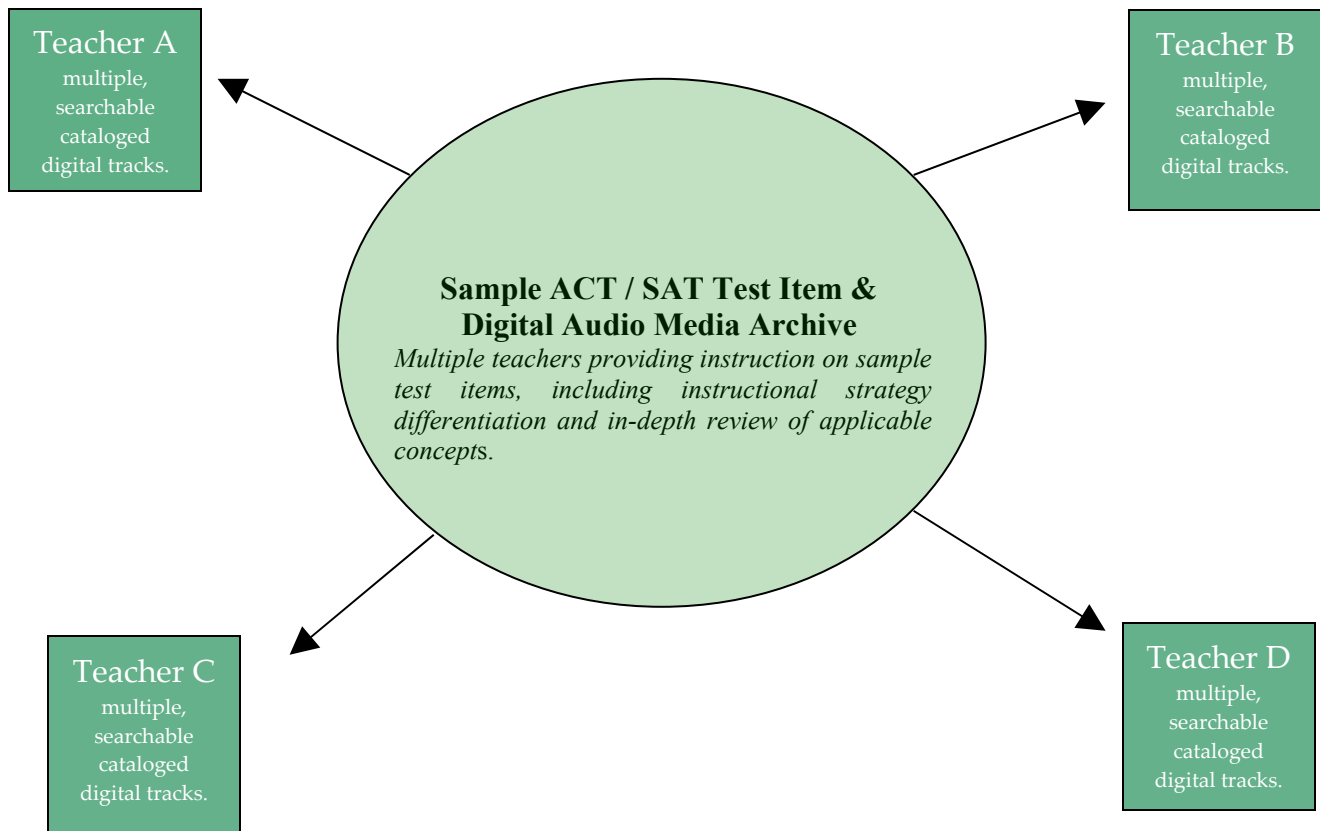 Teacher A
multiple,
searchable
cataloged
digital tracks.
Teacher B
multiple,
searchable
cataloged
digital tracks.
Sample ACT / SAT Test Item &
Digital Audio Media Archive
Multiple teachers providing instruction on sample
test items, including instructional strategy
differentiation and in-depth review of applicable
concepts.
Teacher C
multiple,
searchable
cataloged
digital tracks.
Teacher D
multiple,
searchable
cataloged
digital tracks.